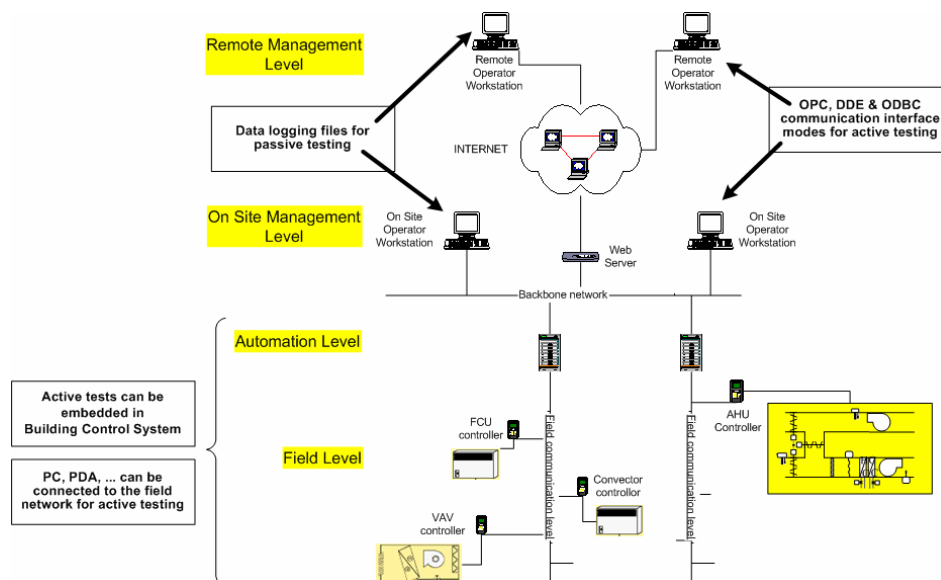 Remote Management
Level
Remote
Operator
Workstation
Remote
Operator
Workstation
Data logging files for
passive testing
INTERNET
OPC, DDE & ODBC
communication interface
modes for active testing
On Site Management
Level
On Site
Operator
Workstation
On Site
Operator
Workstation
Web
Server
Backbone network
Automation Level
Active tests can be
embedded in
Building Control System
FCU
controller
AHU
Controller
Field Level
Field communication level
Field communication level
PC, PDA, ... can be
connected to the field
network for active testing
Convector
controllor
VAV
controller